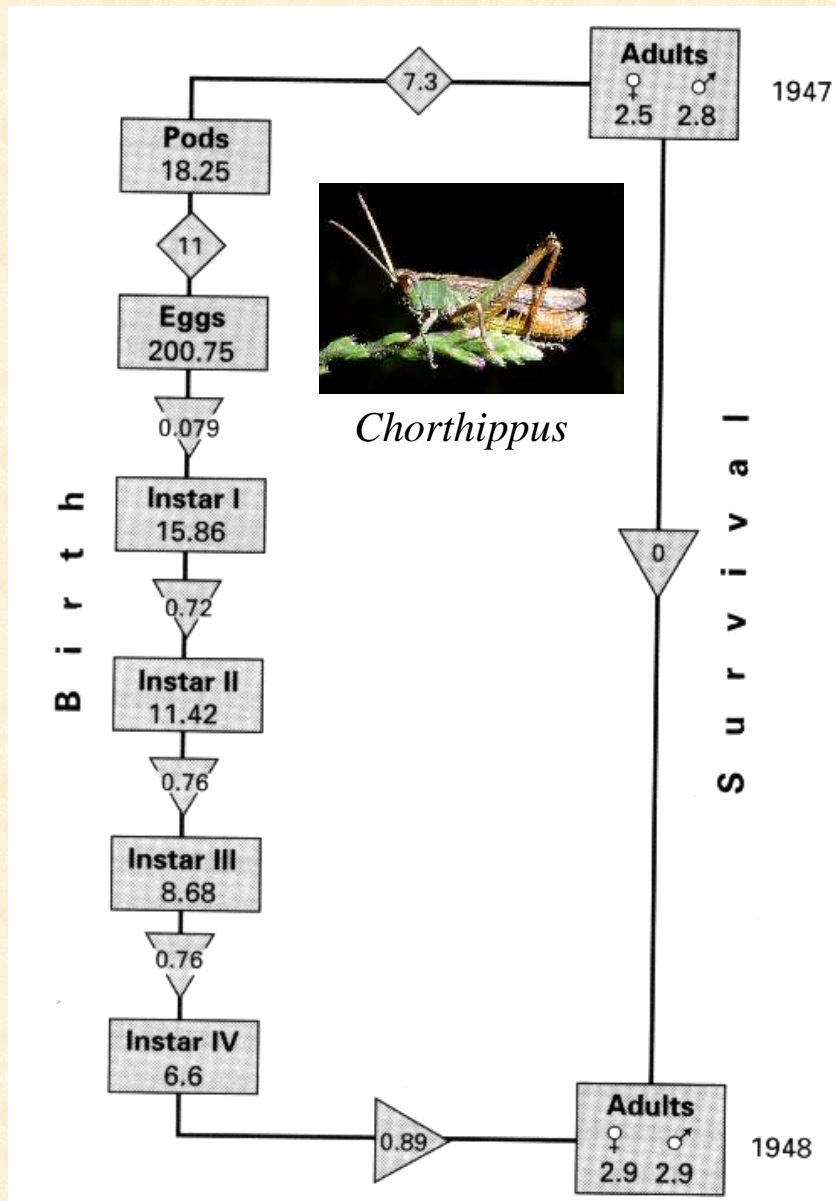 Adults
♀ ♂
2.5 2.8
1947
7.3
Pods
18.25
11
Eggs
200.75
0.079
Chorthippus
Instar I
15.86
0.72
Instar II
11.42
0.76
Instar III
8.68
0.76
Instar IV
6.6
0.89
Birth
0
Survival
Adults
♀ ♂
2.9 2.9
1948